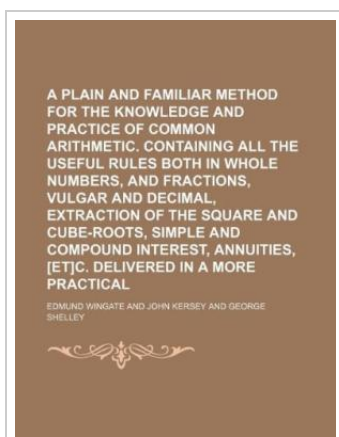 A PLAIN AND FAMILIAR METHOD
FOR THE KNOWLEDGE AND
PRACTICE OF COMMON
ARITHMETIC. CONTAINING ALL THE
USEFUL RULES BOTH IN WHOLE
NUMBERS, AND FRACTIONS,
VULGAR AND DECIMAL,
EXTRACTION OF THE SQUARE AND
CUBE-ROOTS, SIMPLE AND
COMPOUND INTEREST, ANNUITIES,
[ET]C. DELIVERED IN A MORE
PRACTICAL
EDMUND WINGATE AND JOHN KERSEY AND GEORGE
SHELLEY